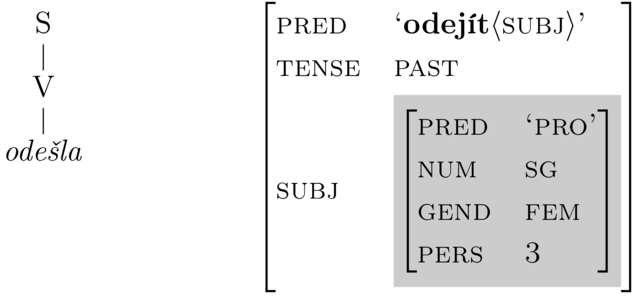 S
V
odešla
PRED ‘odejít⟨SUBJ⟩’
TENSE PAST
SUBJ
PRED ‘PRO’
NUM SG
GEND FEM
PERS 3